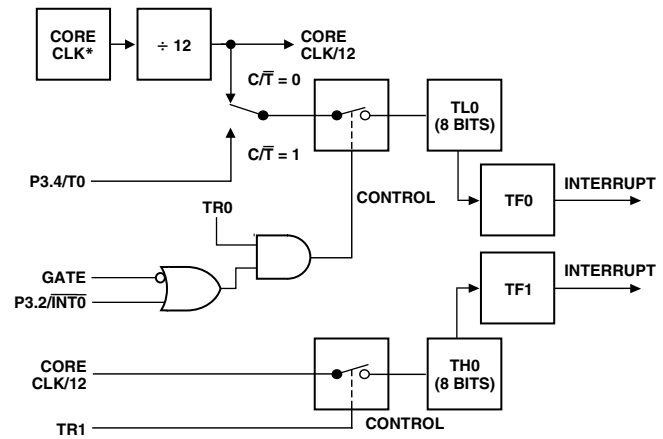 CORE
CLK*
÷ 12
CORE
CLK/12
C/T̅ = 0
TL0
(8 BITS)
C/T̅ = 1
P3.4/T0
INTERRUPT
TF0
CONTROL
TR0
GATE
P3.2/I̅N̅T̅0̅
INTERRUPT
TF1
CORE
CLK/12
TH0
(8 BITS)
CONTROL
TR1